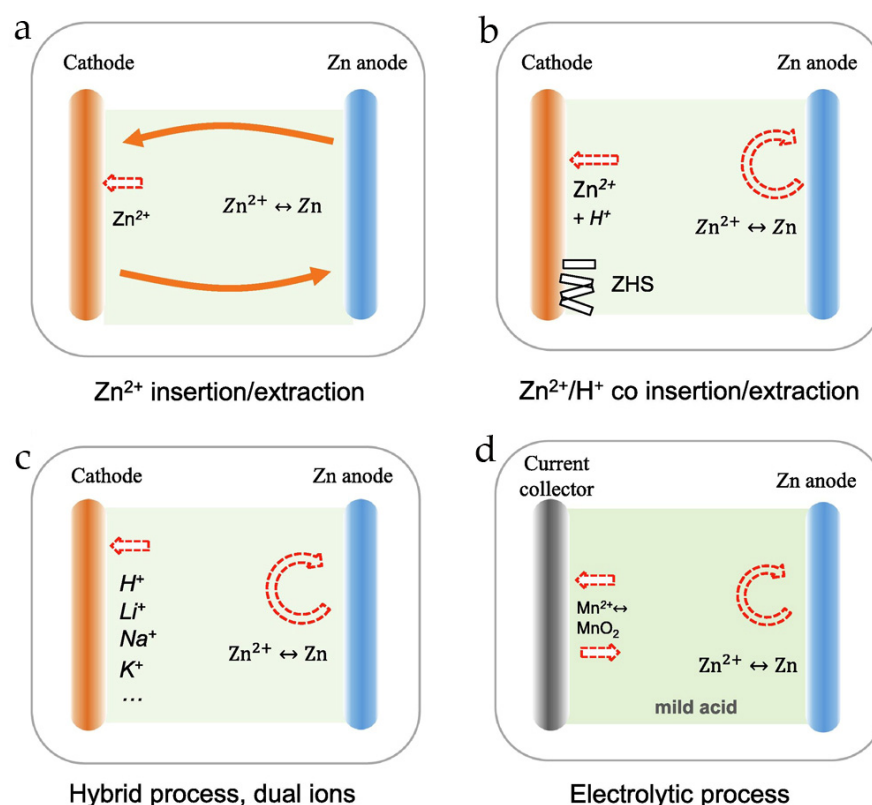 a
Cathode
Zn anode
Zn²⁺
Zn²⁺ ↔ Zn
Zn²⁺ insertion/extraction
b
Cathode
Zn anode
Zn²⁺
+ H⁺
Zn²⁺ ↔ Zn
ZHS
Zn²⁺/H⁺ co insertion/extraction
c
Cathode
Zn anode
H⁺
Li⁺
Na⁺
K⁺
...
Zn²⁺ ↔ Zn
Hybrid process, dual ions
d
Current
collector
Zn anode
Mn²⁺↔
MnO₂
Zn²⁺ ↔ Zn
mild acid
Electrolytic process